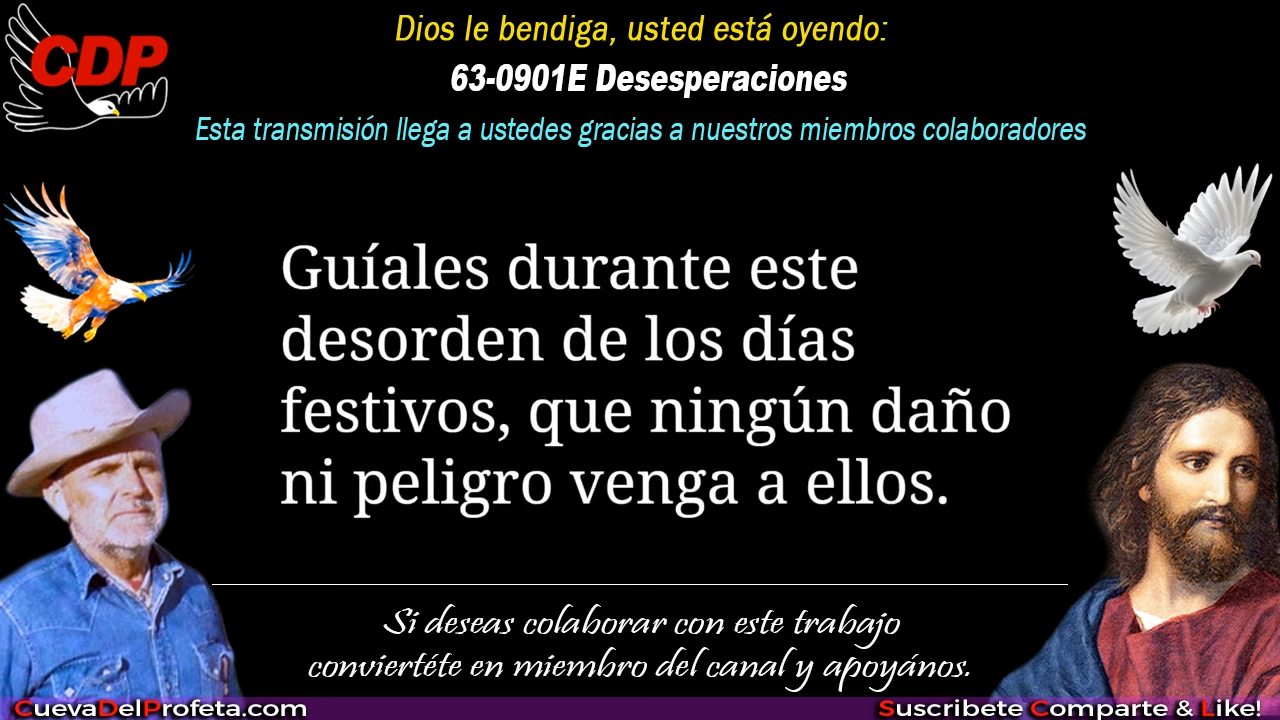 CDP
Dios le bendiga, usted está oyendo:
63-0901E Desesperaciones
Esta transmisión llega a ustedes gracias a nuestros miembros colaboradores
Guíales durante este
desorden de los días
festivos, que ningún daño
ni peligro venga a ellos.
Si deseas colaborar con este trabajo
conviertéte en miembro del canal y apoyános.
CuevaDelProfeta.com
Suscribete Comparte & Like!